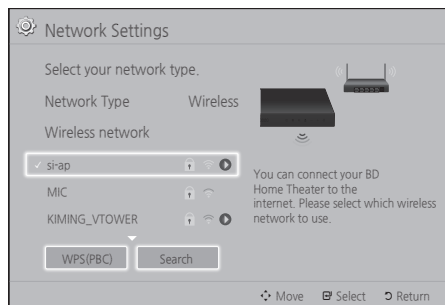 Network Settings
Select your network type.
Network Type Wireless
Wireless network
si-ap
MIC
KIMING_VTOWER
WPS(PBC) Search
You can connect your BD
Home Theater to the
internet. Please select which wireless
network to use.
Move Select Return